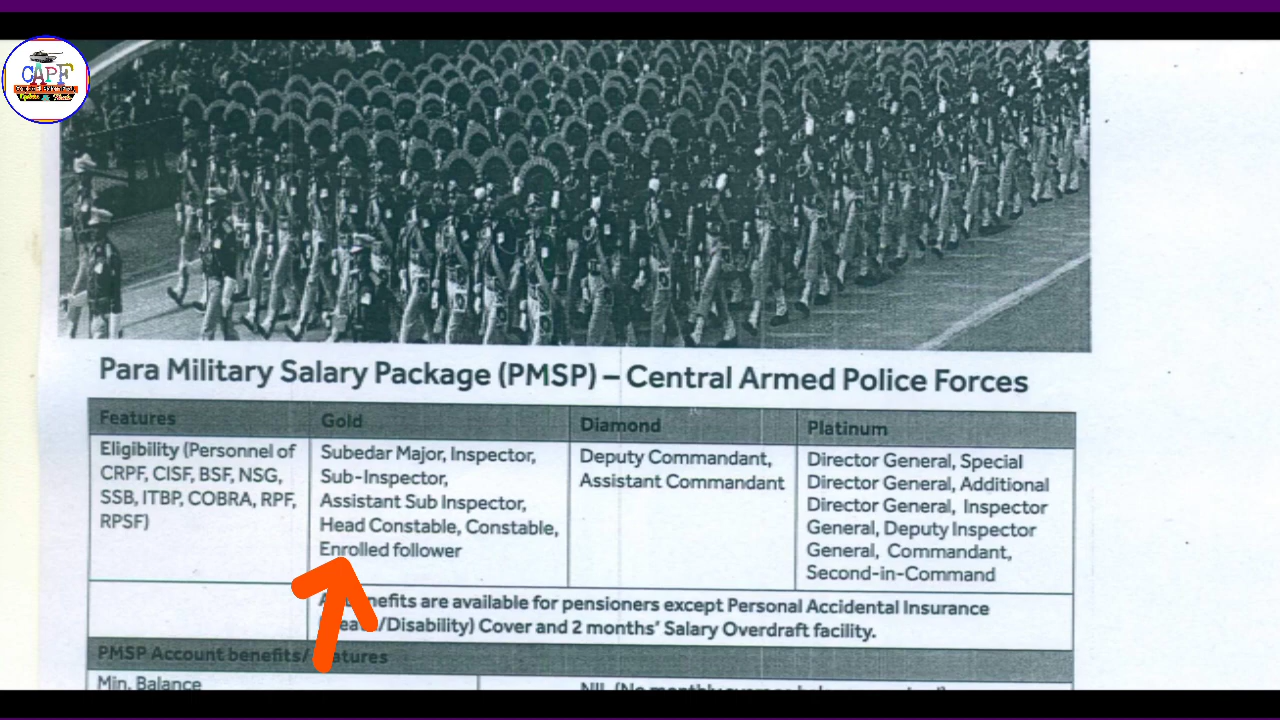 CAPF
Para Military Salary Package (PMSP) – Central Armed Police Forces
Features Gold Diamond Platinum
Eligibility (Personnel of
CRPF, CISF, BSF, NSG,
SSB, ITBP, COBRA, RPF,
RPSF)
Subedar Major, Inspector,
Sub-Inspector,
Assistant Sub Inspector,
Head Constable, Constable,
Enrolled follower
Deputy Commandant,
Assistant Commandant
Director General, Special
Director General, Additional
Director General, Inspector
General, Deputy Inspector
General, Commandant,
Second-in-Command
are available for pensioners except Personal Accidental Insurance
/Disability) Cover and 2 months' Salary Overdraft facility.
PMSP Account benefits/
Min. Balance
NIL